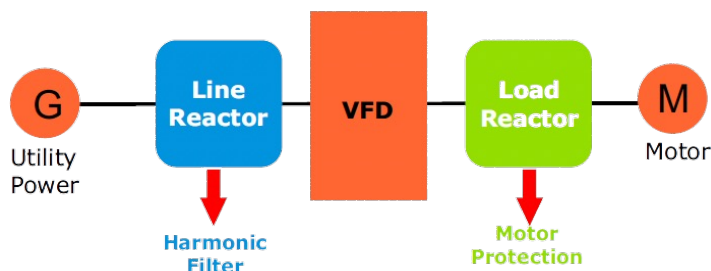 G
Utility
Power
Line
Reactor
VFD
Load
Reactor
M
Motor
Harmonic
Filter
Motor
Protection